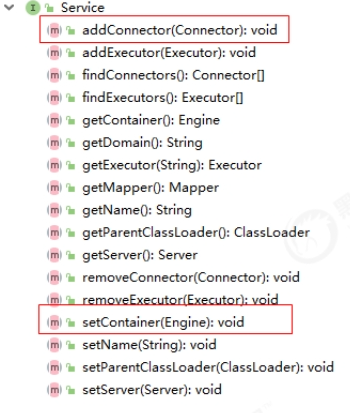 Service
addConnector(Connector): void
addExecutor(Executor): void
findConnectors(): Connector[]
findExecutors(): Executor[]
getContainer(): Engine
getDomain(): String
getExecutor(String): Executor
getMapper(): Mapper
getName(): String
getParentClassLoader(): ClassLoader
getServer(): Server
removeConnector(Connector): void
removeExecutor(Executor): void
setContainer(Engine): void
setName(String): void
setParentClassLoader(ClassLoader): void
setServer(Server): void